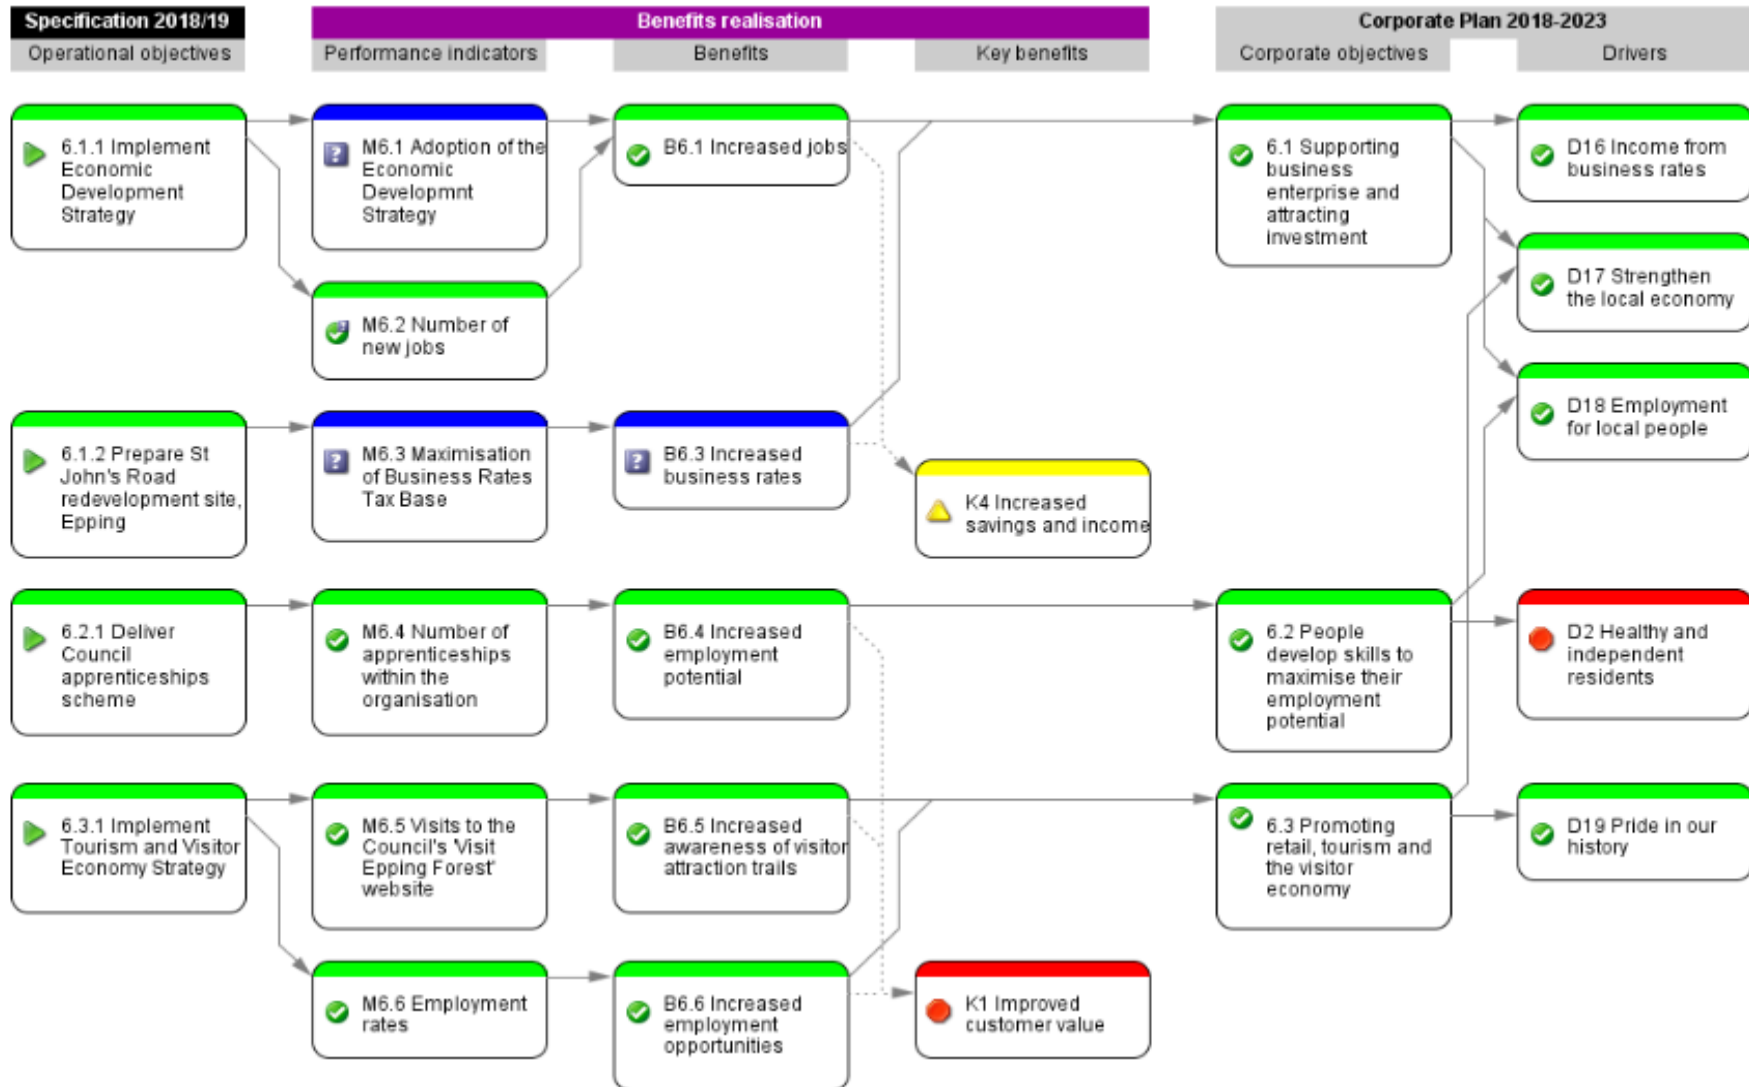 Specification 2018/19
Benefits realisation
Corporate Plan 2018-2023
Operational objectives
Performance indicators
Benefits
Key benefits
Corporate objectives
Drivers
6.1.1 Implement
Economic
Development
Strategy
M6.1 Adoption of the
Economic
Developmnt
Strategy
B6.1 Increased jobs
6.1 Supporting
business
enterprise and
attracting
investment
D16 Income from
business rates
D17 Strengthen
the local economy
M6.2 Number of
new jobs
D18 Employment
for local people
6.1.2 Prepare St
John's Road
redevelopment site,
Epping
M6.3 Maximisation
of Business Rates
Tax Base
B6.3 Increased
business rates
K4 Increased
savings and income
6.2.1 Deliver
Council
apprenticeships
scheme
M6.4 Number of
apprenticeships
within the
organisation
B6.4 Increased
employment
potential
6.2 People
develop skills to
maximise their
employment
potential
D2 Healthy and
independent
residents
6.3.1 Implement
Tourism and Visitor
Economy Strategy
M6.5 Visits to the
Council's 'Visit
Epping Forest'
website
B6.5 Increased
awareness of visitor
attraction trails
6.3 Promoting
retail, tourism and
the visitor
economy
D19 Pride in our
history
M6.6 Employment
rates
B6.6 Increased
employment
opportunities
K1 Improved
customer value